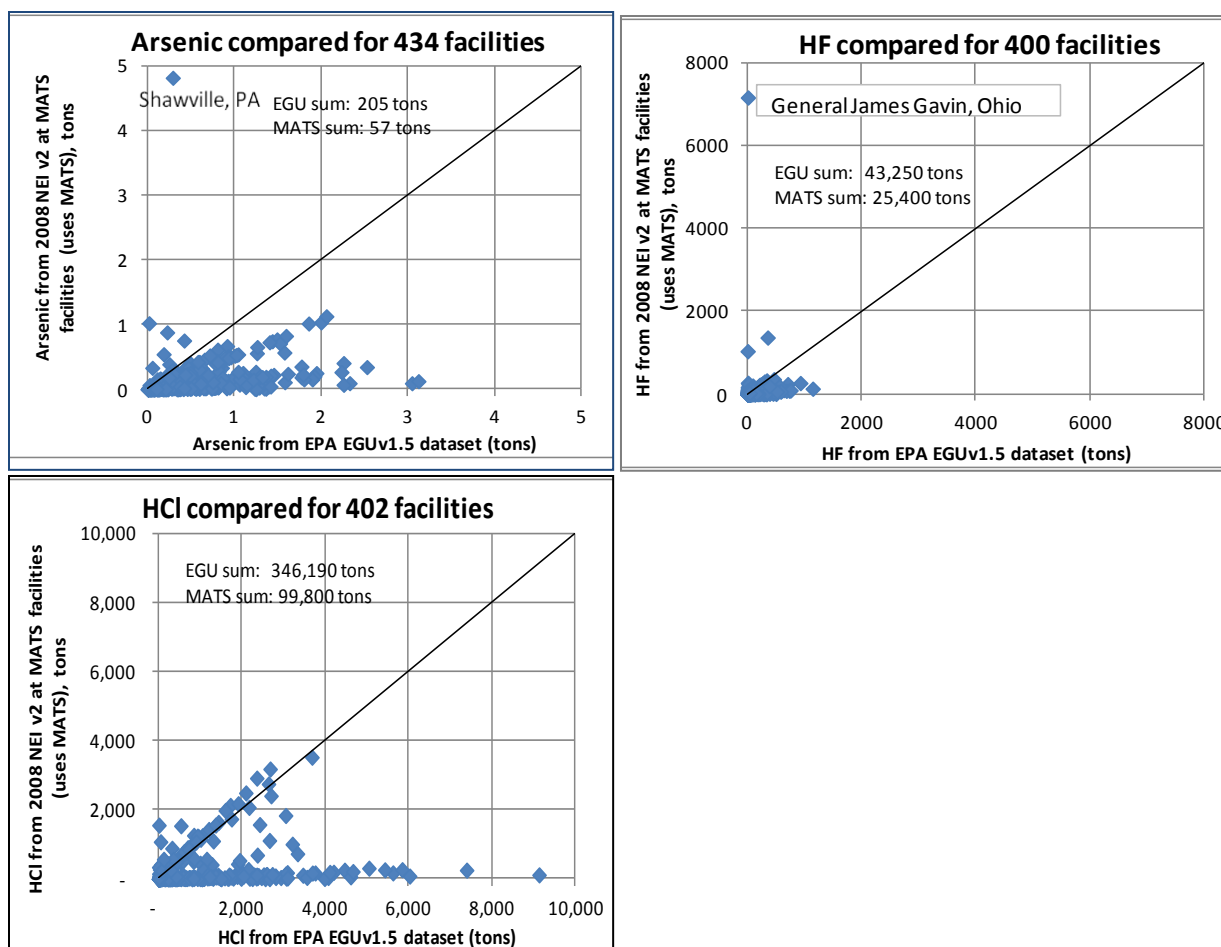 Arsenic compared for 434 facilities
Arsenic from 2008 NEI v2 at MATS
facilities (uses MATS), tons
5
4
3
2
1
0
Shawville, PA
EGU sum: 205 tons
MATS sum: 57 tons
0 1 2 3 4 5
Arsenic from EPA EGUv1.5 dataset (tons)
HF compared for 400 facilities
HF from 2008 NEI v2 at MATS facilities
(uses MATS), tons
8000
6000
4000
2000
0
General James Gavin, Ohio
EGU sum: 43,250 tons
MATS sum: 25,400 tons
0 2000 4000 6000 8000
HF from EPA EGUv1.5 dataset (tons)
HCl compared for 402 facilities
HCl from 2008 NEI v2 at MATS facilities
(uses MATS), tons
10,000
8,000
6,000
4,000
2,000
-
EGU sum: 346,190 tons
MATS sum: 99,800 tons
- 2,000 4,000 6,000 8,000 10,000
HCl from EPA EGUv1.5 dataset (tons)